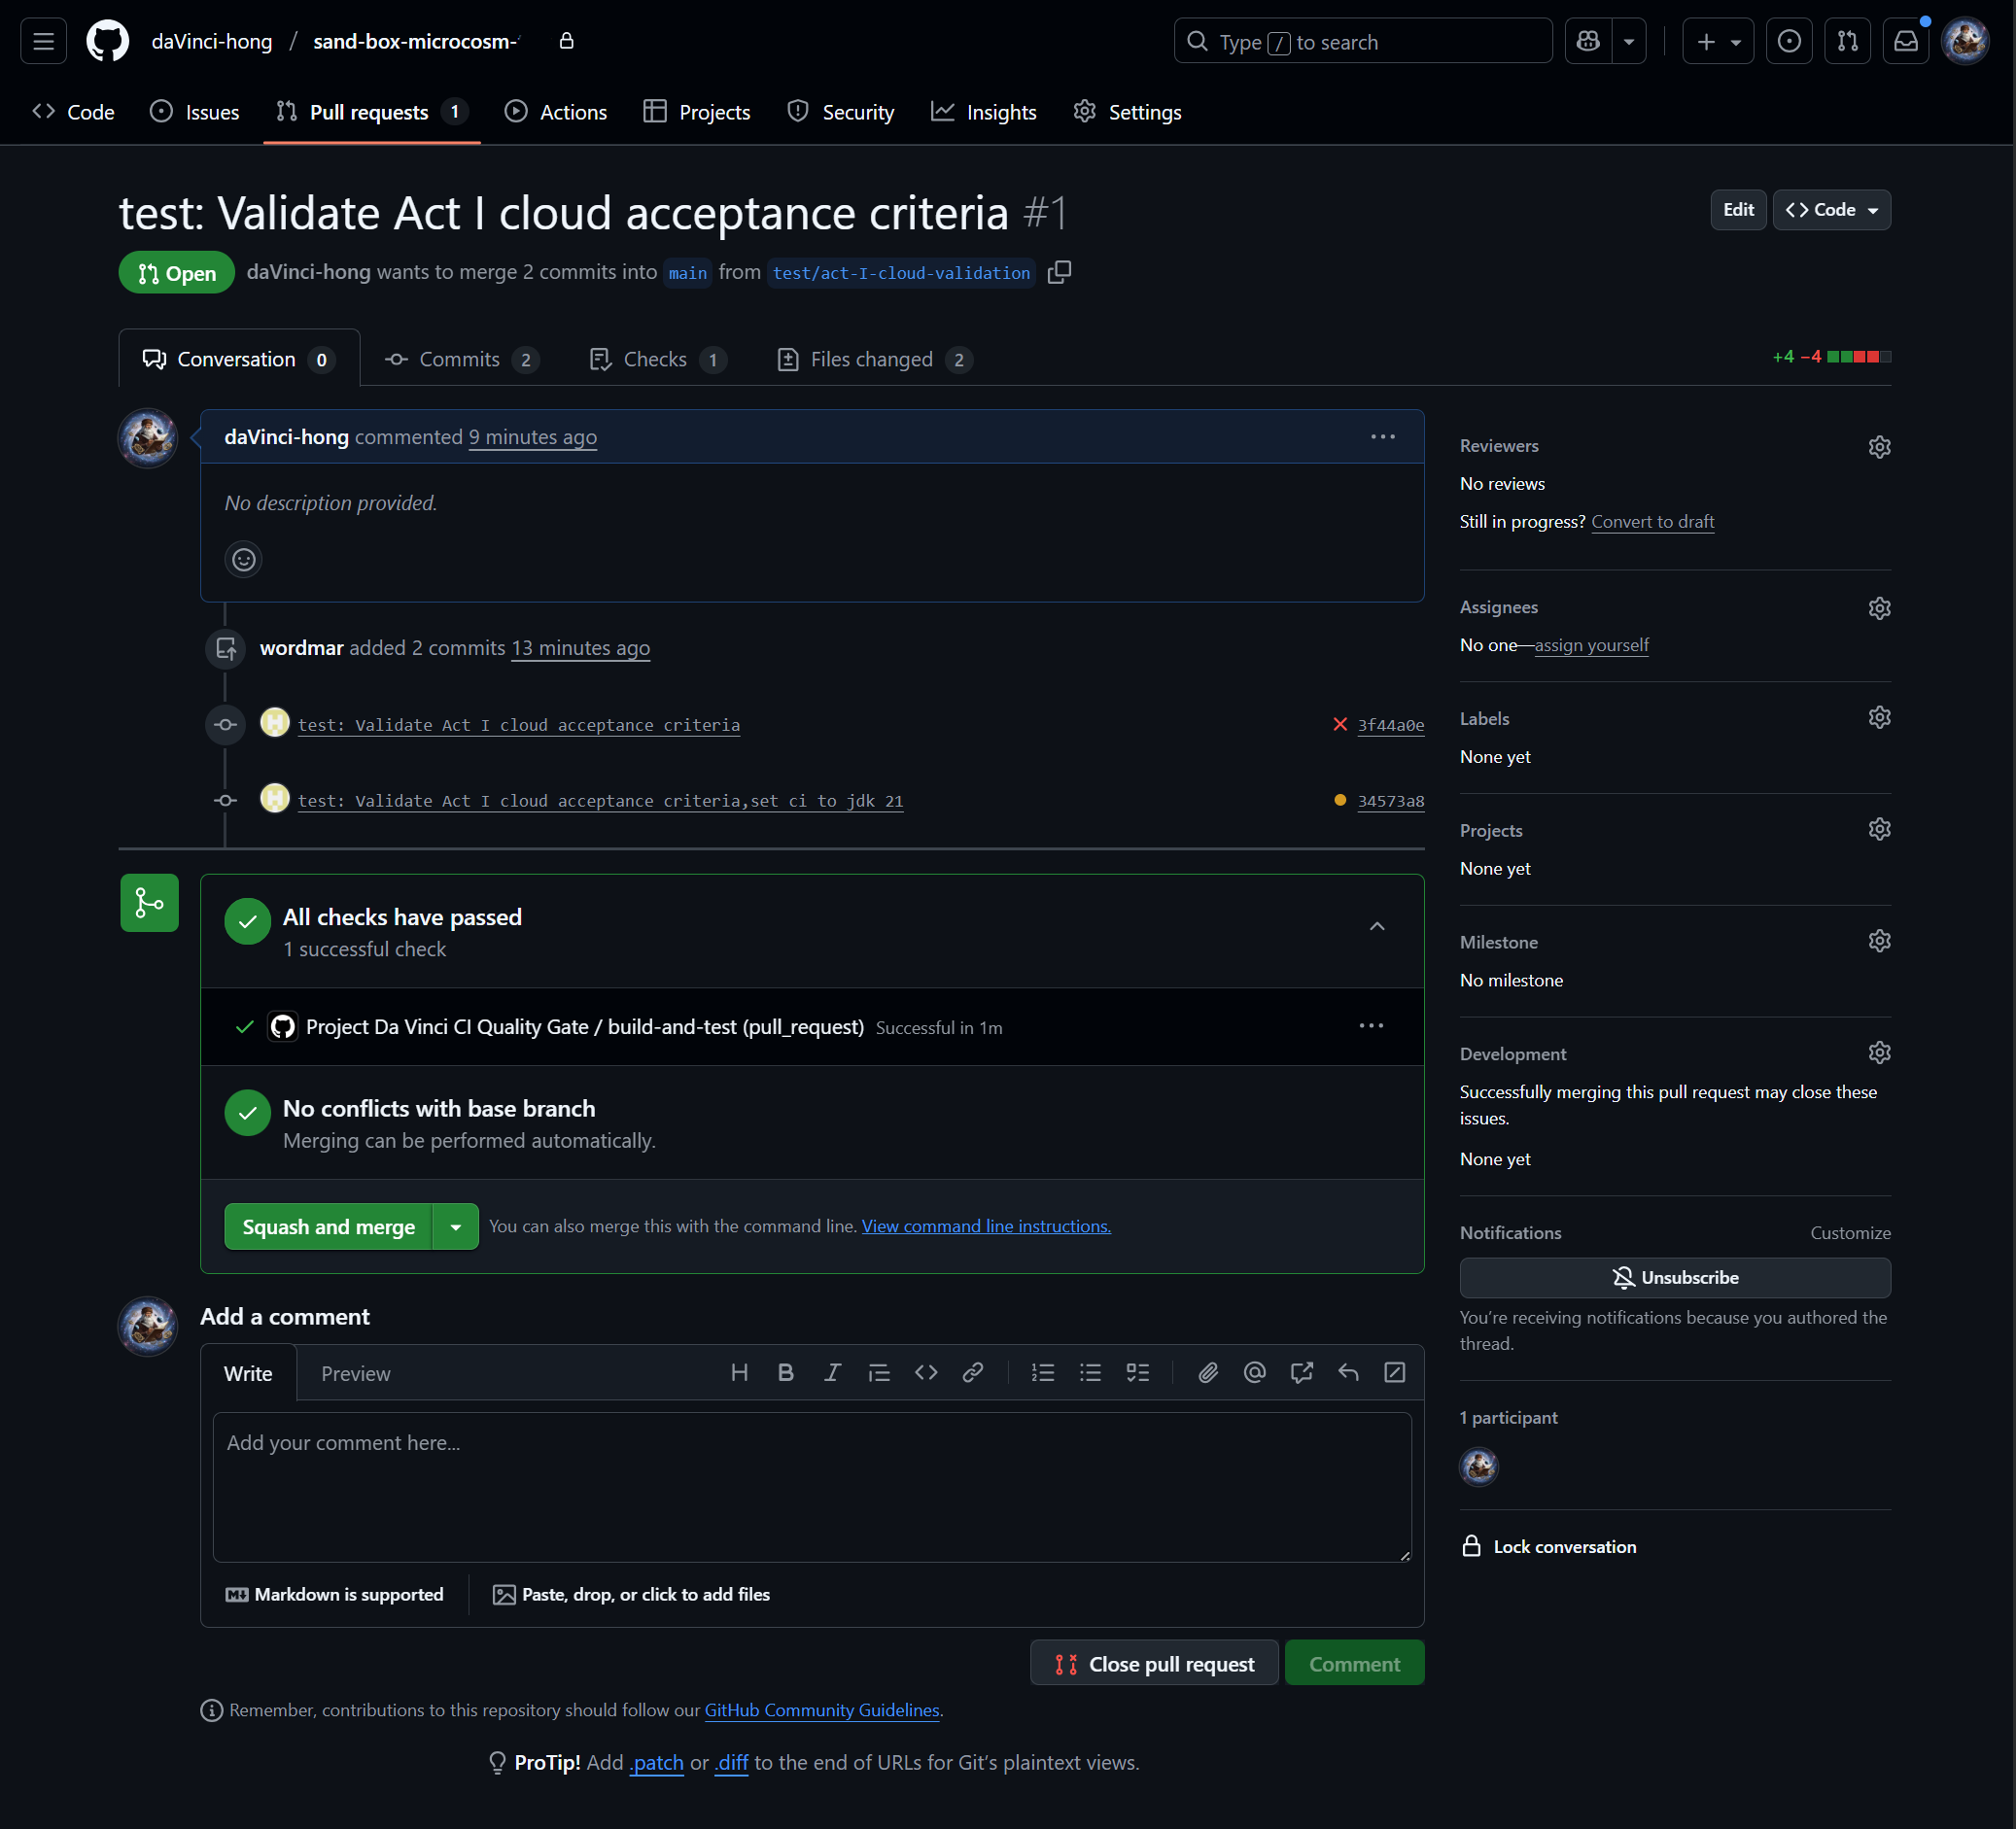 daVinci-hong / sand-box-microcosm-
Type / to search
Code
Issues
Pull requests 1
Actions
Projects
Security
Insights
Settings
test: Validate Act I cloud acceptance criteria #1
Edit
Code
Open
daVinci-hong wants to merge 2 commits into main from test/act-I-cloud-validation
Conversation 0
Commits 2
Checks 1
Files changed 2
+4 −4
daVinci-hong commented 9 minutes ago
No description provided.
wordmar added 2 commits 13 minutes ago
test: Validate Act I cloud acceptance criteria
3f44a0e
test: Validate Act I cloud acceptance criteria,set ci to jdk 21
34573a8
All checks have passed
1 successful check
Project Da Vinci CI Quality Gate / build-and-test (pull_request) Successful in 1m
No conflicts with base branch
Merging can be performed automatically.
Squash and merge
You can also merge this with the command line. View command line instructions.
Add a comment
Write
Preview
Add your comment here...
Markdown is supported
Paste, drop, or click to add files
Close pull request
Comment
Remember, contributions to this repository should follow our GitHub Community Guidelines.
ProTip! Add .patch or .diff to the end of URLs for Git's plaintext views.
Reviewers
No reviews
Still in progress? Convert to draft
Assignees
No one—assign yourself
Labels
None yet
Projects
None yet
Milestone
No milestone
Development
Successfully merging this pull request may close these
issues.
None yet
Notifications
Customize
Unsubscribe
You're receiving notifications because you authored the
thread.
1 participant
Lock conversation